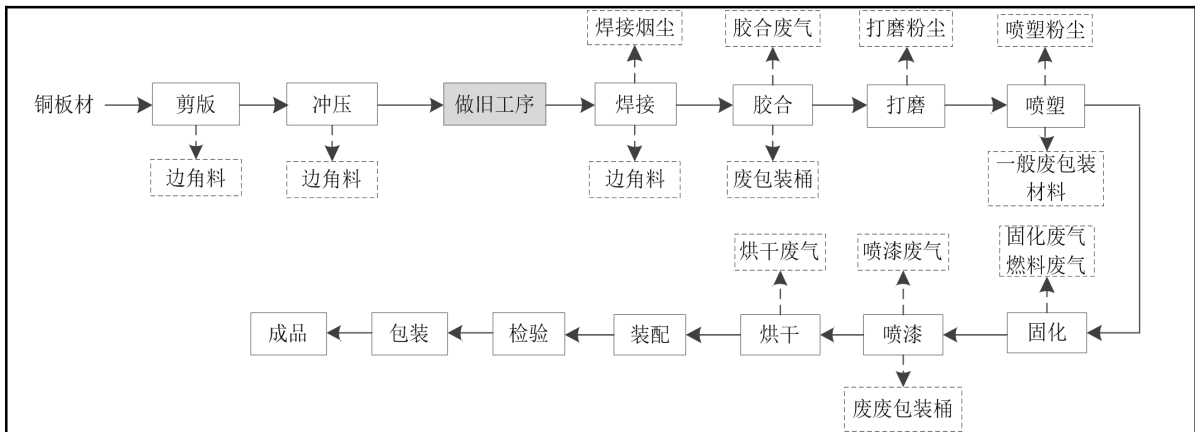 焊接烟尘
胶合废气
打磨粉尘
喷塑粉尘
铜板材
剪版
冲压
做旧工序
焊接
胶合
打磨
喷塑
边角料
边角料
边角料
废包装桶
一般废包装
材料
烘干废气
喷漆废气
固化废气
燃料废气
成品
包装
检验
装配
烘干
喷漆
固化
废废包装桶